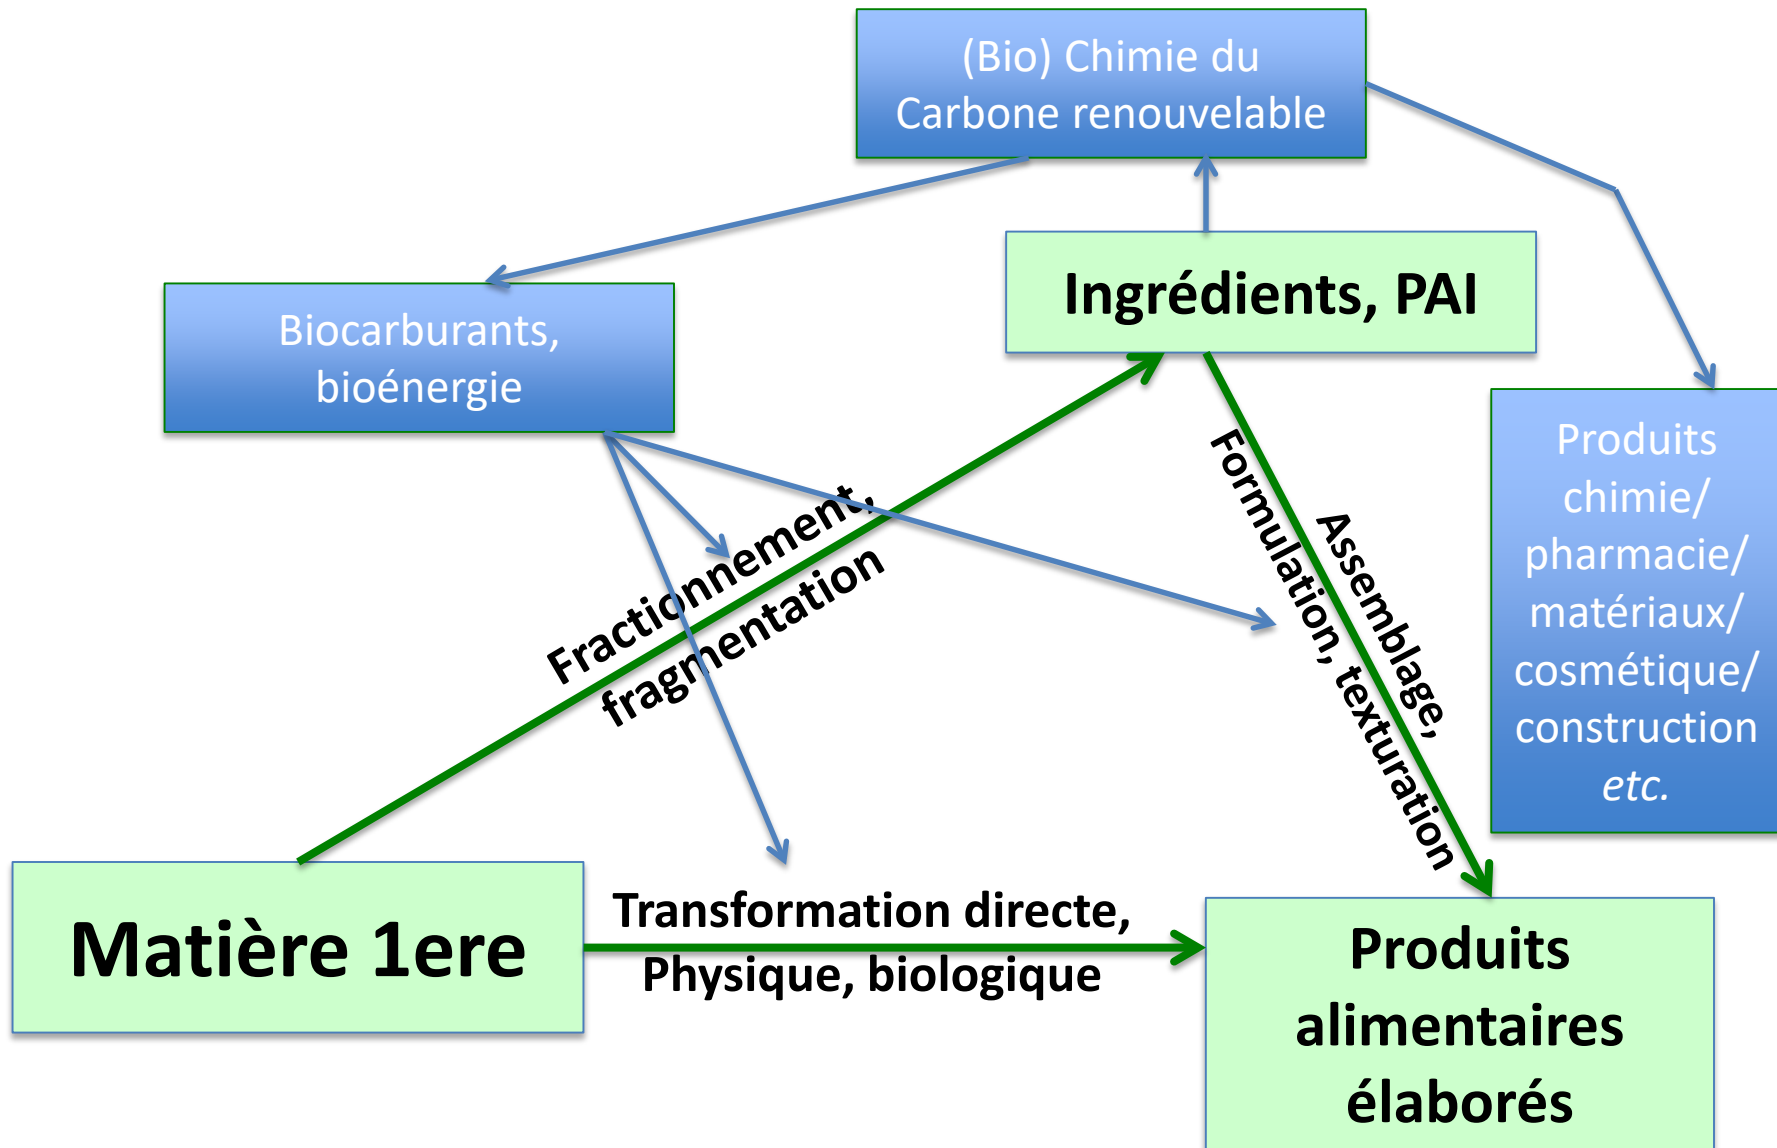 (Bio) Chimie du
Carbone renouvelable
Ingrédients, PAI
Biocarburants,
bioénergie
Produits
chimie/
pharmacie/
matériaux/
cosmétique/
construction
etc.
Fractionnement,
fragmentation
Assemblage,
Formulation, texturation
Matière 1ere
Transformation directe,
Physique, biologique
Produits
alimentaires
élaborés